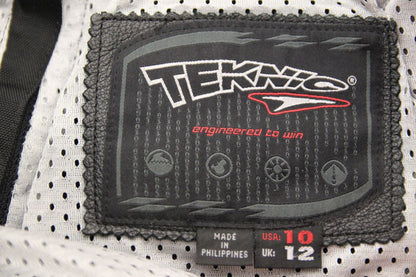 TEKNIC®
engineered to win
MADE IN
PHILIPPINES
USA: 10
UK: 12